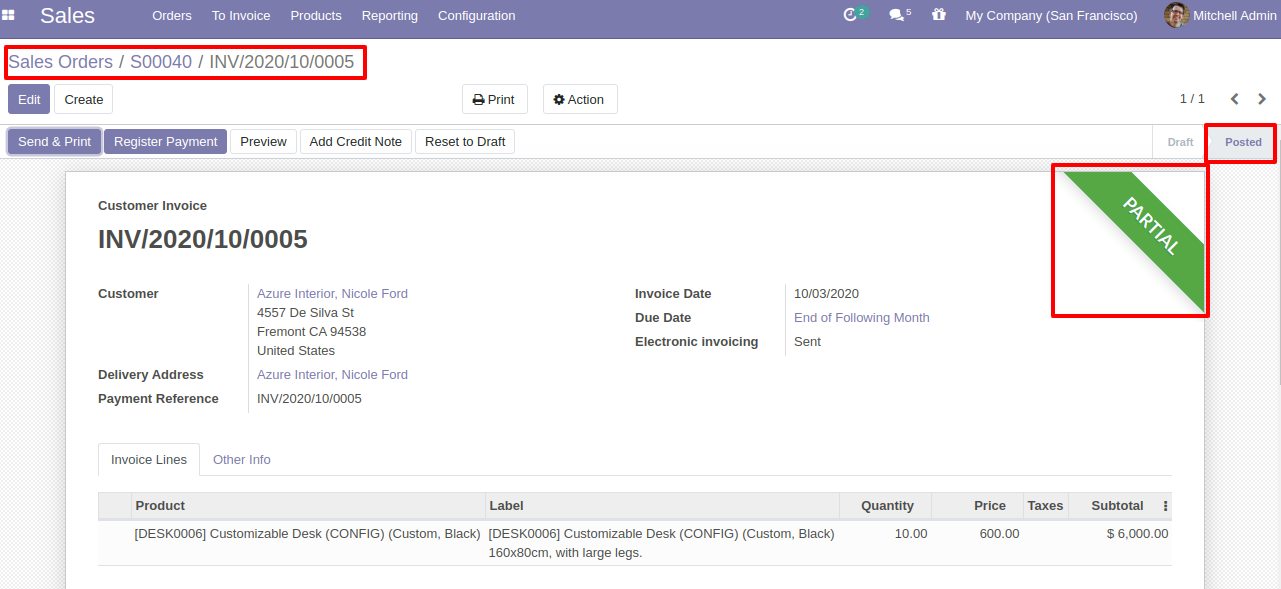 Sales Orders To Invoice Products Reporting Configuration 2 5 My Company (San Francisco) Mitchell Admin
Sales Orders / S00040 / INV/2020/10/0005
Edit Create Print Action 1 / 1
Send & Print Register Payment Preview Add Credit Note Reset to Draft Draft Posted
PARTIAL
Customer Invoice
INV/2020/10/0005
Customer Azure Interior, Nicole Ford Invoice Date 10/03/2020
4557 De Silva St
Due Date End of Following Month
Fremont CA 94538
Electronic invoicing Sent
United States
Delivery Address Azure Interior, Nicole Ford
Payment Reference INV/2020/10/0005
Invoice Lines Other Info
Product Label Quantity Price Taxes Subtotal
[DESK0006] Customizable Desk (CONFIG) (Custom, Black) [DESK0006] Customizable Desk (CONFIG) (Custom, Black) 10.00 600.00 $ 6,000.00
160x80cm, with large legs.